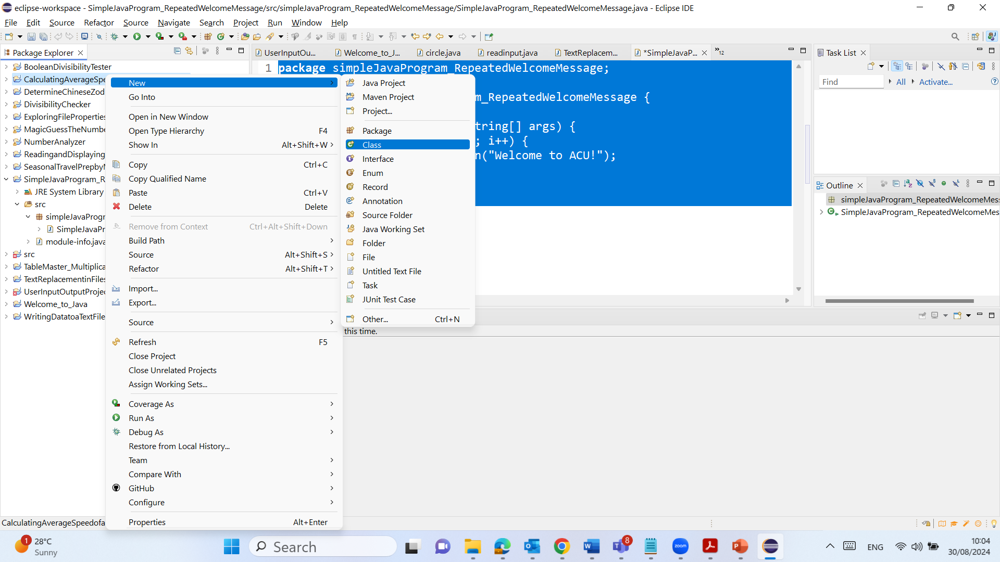 eclipse-workspace - SimpleJavaProgram_RepeatedWelcomeMessage/src/simpleJavaProgram_RepeatedWelcomeMessage/SimpleJavaProgram_RepeatedWelcomeMessage.java - Eclipse IDE
File Edit Source Refactor Source Navigate Search Project Run Window Help
Package Explorer
BooleanDivisibilityTester
CalculatingAverageSpe
DetermineChineseZod
DivisibilityChecker
ExploringFileProperties
MagicGuessTheNumbe
NumberAnalyzer
ReadingandDisplaying
SeasonalTravelPrepbyM
SimpleJavaProgram_R
JRE System Library
src
simpleJavaProgr
SimpleJavaPr
module-info.java
src
TableMaster_Multiplica
TextReplacementinFiles
UserInputOutputProjec
Welcome_to_Java
WritingDatatoaTextFile
New
Go Into
Open in New Window
Open Type Hierarchy F4
Show In Alt+Shift+W
Copy Ctrl+C
Copy Qualified Name
Paste Ctrl+V
Delete Delete
Remove from Context Ctrl+Alt+Shift+Down
Build Path
Source Alt+Shift+S
Refactor Alt+Shift+T
Import...
Export...
Source
Refresh F5
Close Project
Close Unrelated Projects
Assign Working Sets...
Coverage As
Run As
Debug As
Restore from Local History...
Team
Compare With
GitHub
Configure
Properties Alt+Enter
Java Project
Maven Project
Project...
Package
Class
Interface
Enum
Record
Annotation
Source Folder
Java Working Set
Folder
File
Untitled Text File
Task
JUnit Test Case
Other... Ctrl+N
UserInputOu... Welcome_to_J... circle.java readinput.java TextReplacem... *SimpleJavaP... »12
1 package simpleJavaProgram_RepeatedWelcomeMessage;
m_RepeatedWelcomeMessage {
tring[] args) {
; i++) {
n("Welcome to ACU!");
this time.
Task List
Find All Activate...
Outline
simpleJavaProgram_RepeatedWelcomeMess
SimpleJavaProgram_RepeatedWelcomeMes
CalculatingAverageSpeedofa
1
28°C
Sunny
Search
zoom
8
ENG
10:04
30/08/2024